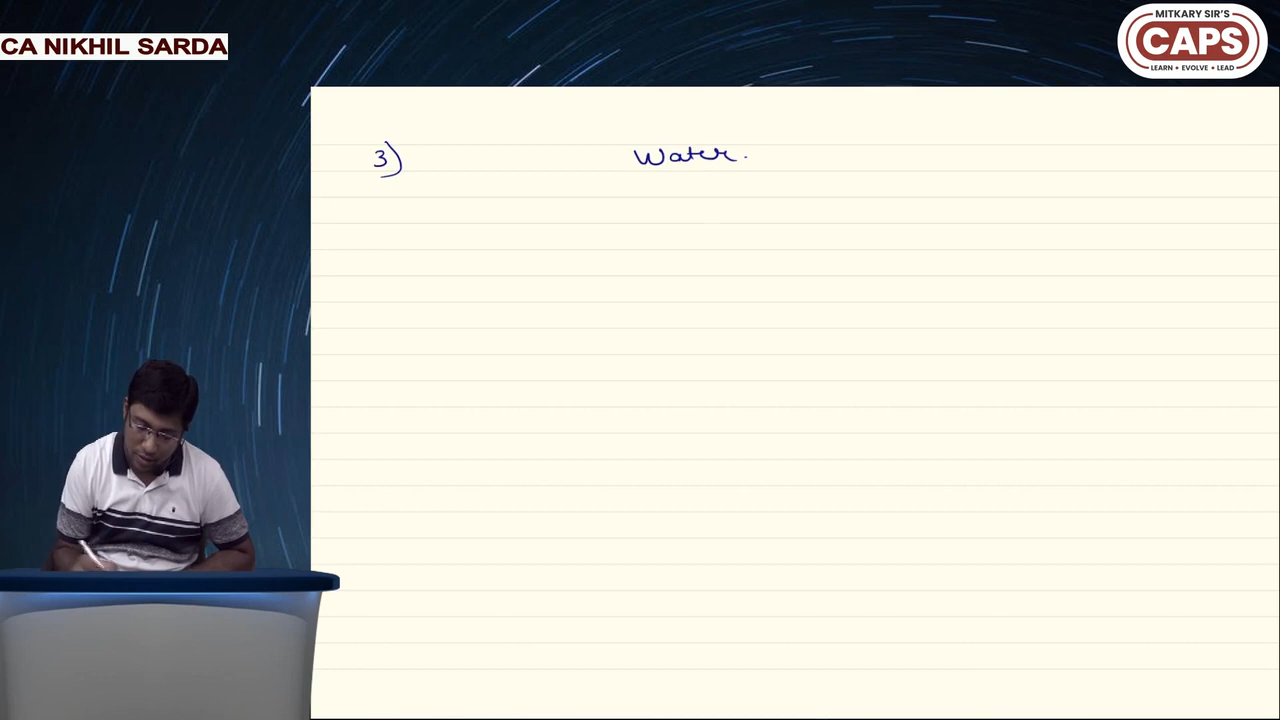 CA NIKHIL SARDA
MITKARY SIR'S
CAPS
LEARN • EVOLVE • LEAD
3) Water.